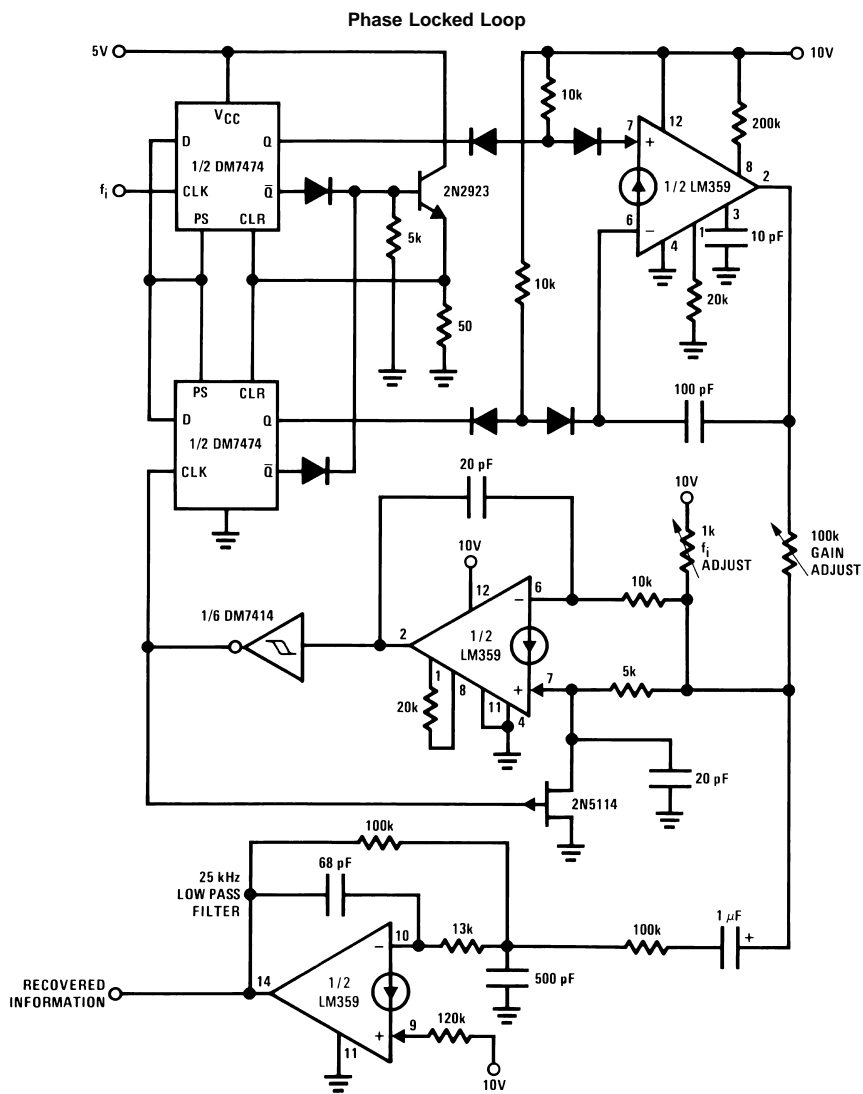 Phase Locked Loop
5V
10V
VCC
D
Q
1/2 DM7474
fi
CLK
Q̅
PS
CLR
2N2923
5k
50
10k
10k
7
+
12
200k
8
2
1/2 LM359
6
−
4
1
3
10 pF
20k
PS
CLR
D
Q
1/2 DM7474
CLK
Q̅
100 pF
20 pF
10V
12
6
−
10k
10V
1k
fi
ADJUST
100k
GAIN
ADJUST
1/6 DM7414
2
1/2
LM359
+
7
5k
1
8
11
4
20k
20 pF
2N5114
100k
68 pF
25 kHz
LOW PASS
FILTER
−
10
13k
100k
1 μF
+
500 pF
RECOVERED
INFORMATION
14
1/2
LM359
+
9
120k
11
10V